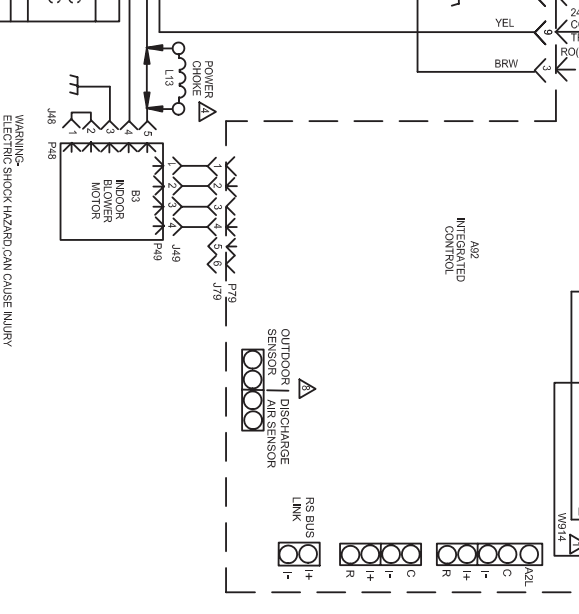 YEL
9
24
BRW
3
RO(
POWER
CHOKE
L13
4
J48
1
2
3
4
5
P48
B3
INDOOR
BLOWER
MOTOR
1
2
3
4
P49
J49
1
2
3
4
5
6
J79
P79
WARNING-
ELECTRIC SHOCK HAZARD,CAN CAUSE INJURY
A92
INTEGRATED
CONTROL
OUTDOOR
SENSOR
DISCHARGE
AIR SENSOR
8
RS BUS
LINK
I-
I+
R
I+
I-
C
R
I+
I-
C
A2L
W914